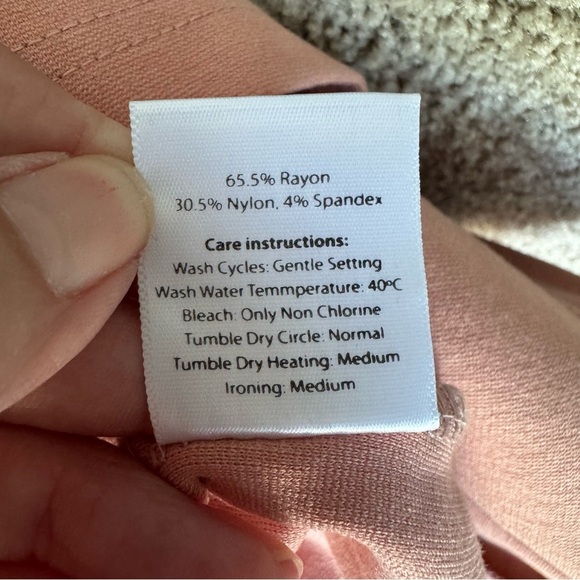 65.5% Rayon
30.5% Nylon, 4% Spandex
Care instructions:
Wash Cycles: Gentle Setting
Wash Water Temmperature: 40ºC
Bleach: Only Non Chlorine
Tumble Dry Circle: Normal
Tumble Dry Heating: Medium
Ironing: Medium